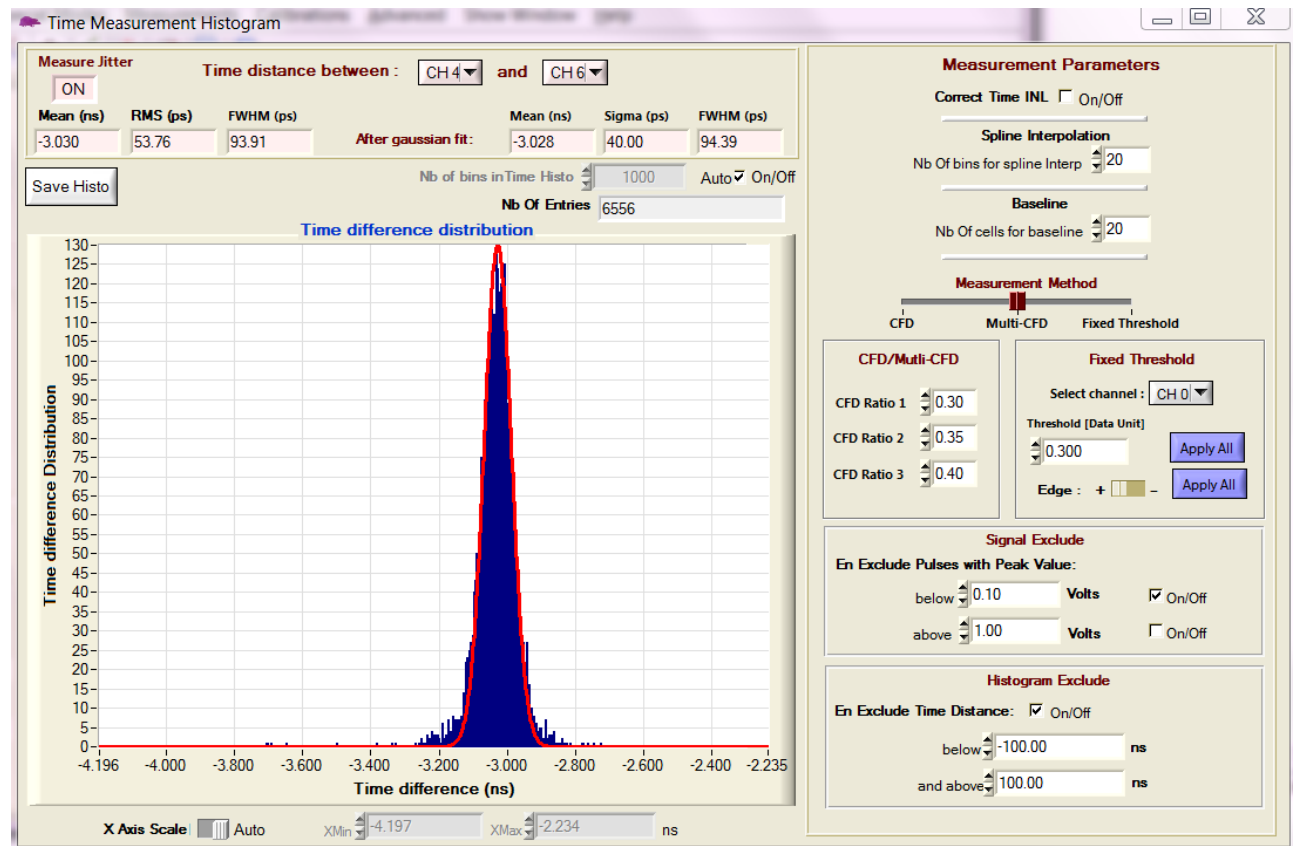 Time Measurement Histogram
Measure Jitter
ON
Time distance between : CH 4 and CH 6
Mean (ns) RMS (ps) FWHM (ps) Mean (ns) Sigma (ps) FWHM (ps)
-3.030 53.76 93.91 After gaussian fit: -3.028 40.00 94.39
Save Histo
Nb of bins in Time Histo 1000 Auto On/Off
Nb Of Entries 6556
Time difference distribution
Time difference Distribution
130
125
120
115
110
105
100
95
90
85
80
75
70
65
60
55
50
45
40
35
30
25
20
15
10
5
0
-4.196 -4.000 -3.800 -3.600 -3.400 -3.200 -3.000 -2.800 -2.600 -2.400 -2.235
Time difference (ns)
X Axis Scale Auto XMin -4.197 XMax -2.234 ns
Measurement Parameters
Correct Time INL On/Off
Spline Interpolation
Nb Of bins for spline Interp 20
Baseline
Nb Of cells for baseline 20
Measurement Method
CFD Multi-CFD Fixed Threshold
CFD/Mutli-CFD
CFD Ratio 1 0.30
CFD Ratio 2 0.35
CFD Ratio 3 0.40
Fixed Threshold
Select channel : CH 0
Threshold [Data Unit]
0.300 Apply All
Edge : + - Apply All
Signal Exclude
En Exclude Pulses with Peak Value:
below 0.10 Volts On/Off
above 1.00 Volts On/Off
Histogram Exclude
En Exclude Time Distance: On/Off
below -100.00 ns
and above 100.00 ns